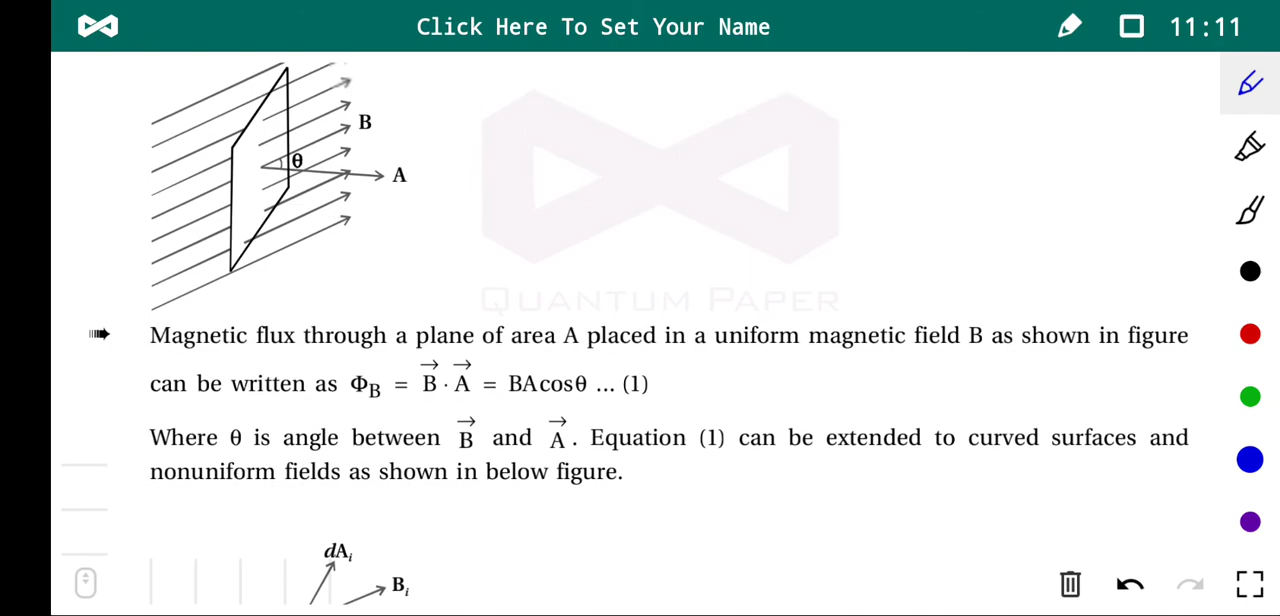 Click Here To Set Your Name
11:11
B
θ
A
QUANTUM PAPER
Magnetic flux through a plane of area A placed in a uniform magnetic field B as shown in figure
can be written as Φ_B = B⃗ · A⃗ = BAcosθ ... (1)
Where θ is angle between B⃗ and A⃗. Equation (1) can be extended to curved surfaces and
nonuniform fields as shown in below figure.
dA_i
B_i